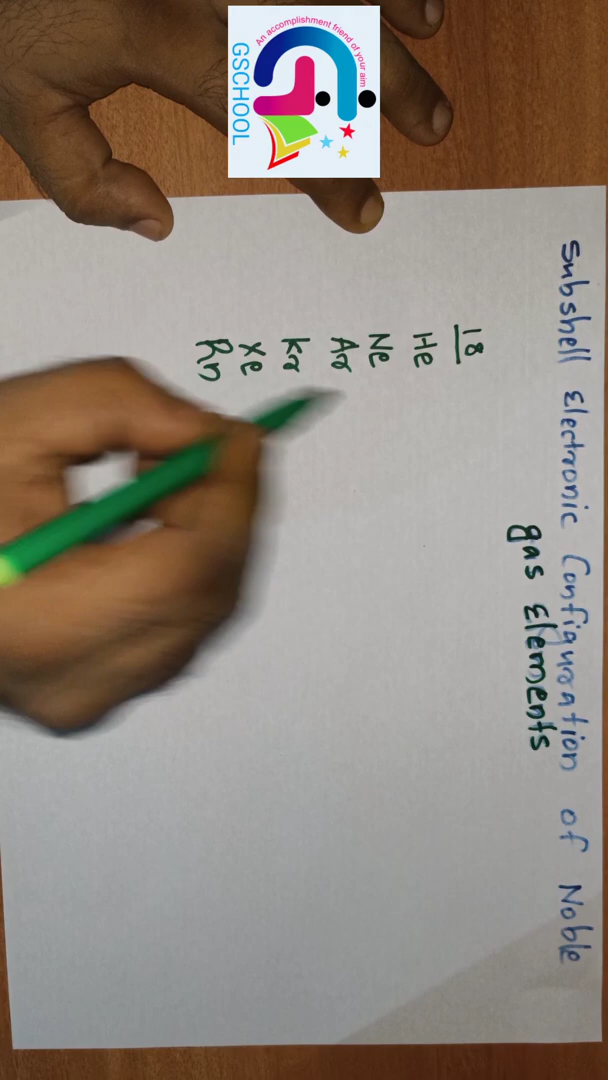 An accomplishment friend of your aim
GSCHOOL
Subshell Electronic Configuration of Noble
gas Elements
18
He
Ne
Ar
Kr
Xe
Rn